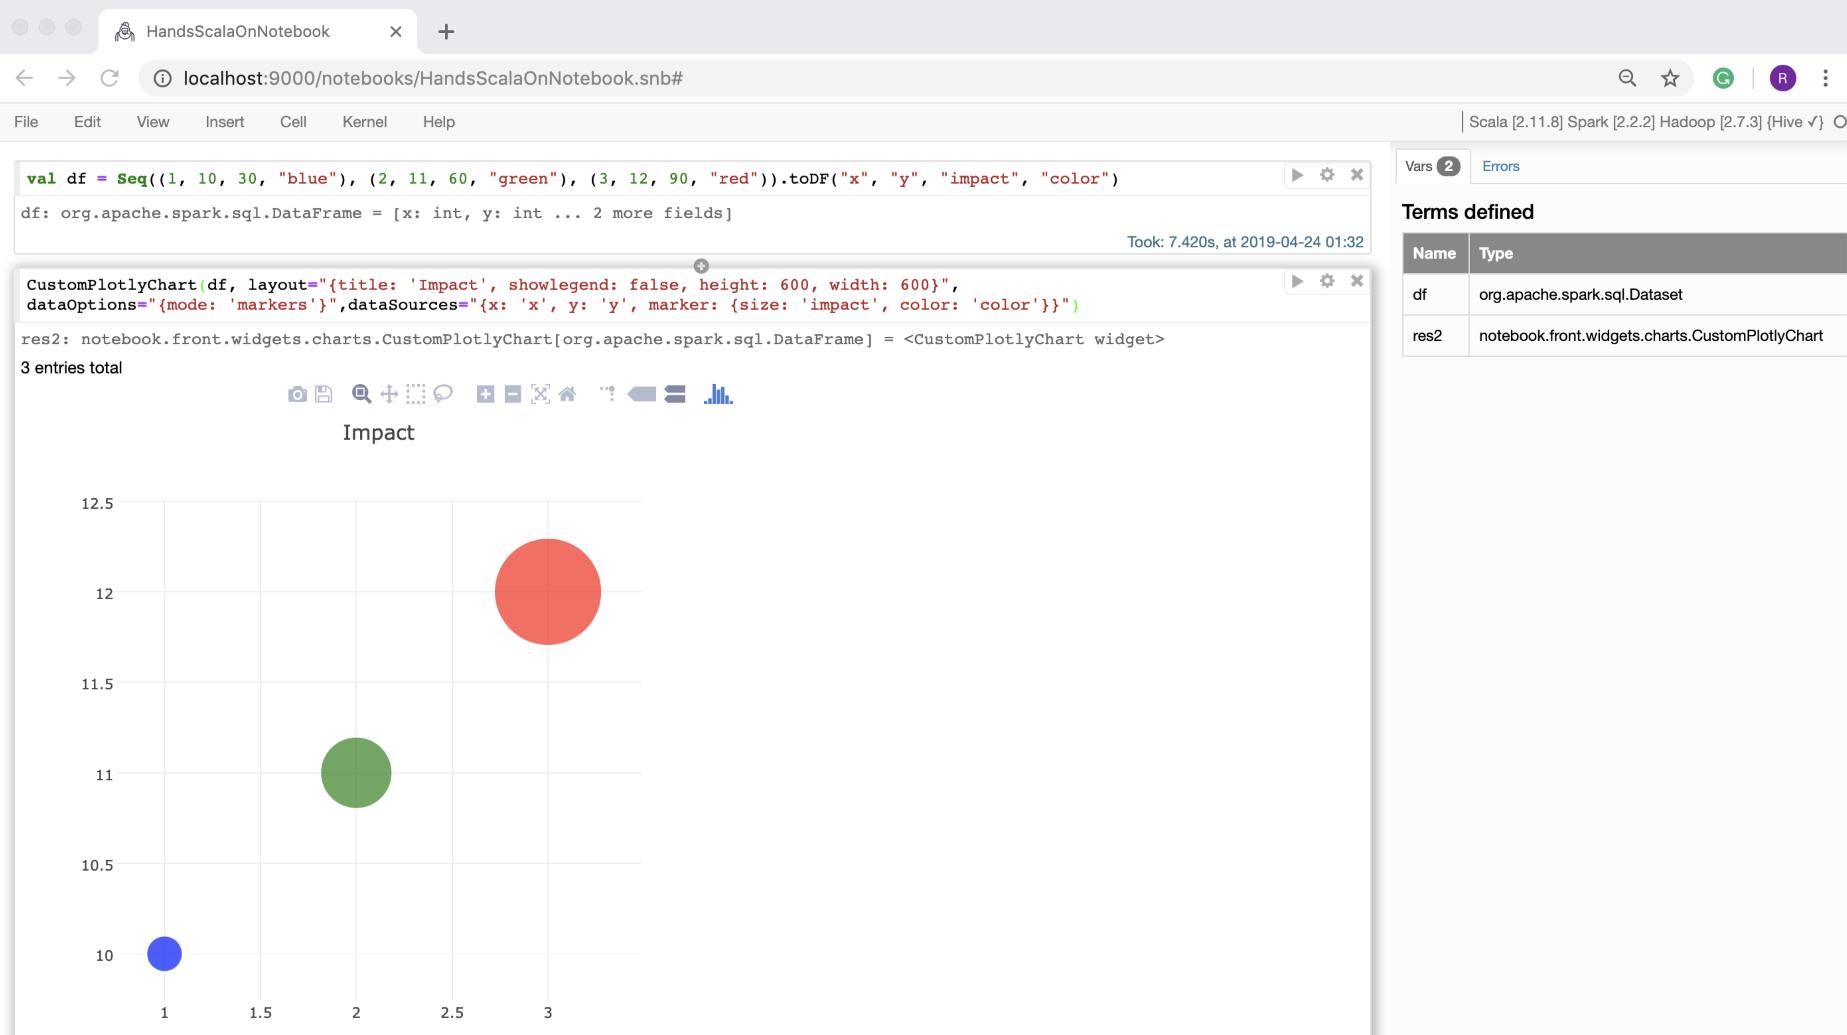 HandsScalaOnNotebook
localhost:9000/notebooks/HandsScalaOnNotebook.snb#
G
R
File Edit View Insert Cell Kernel Help
Scala [2.11.8] Spark [2.2.2] Hadoop [2.7.3] {Hive ✓}
val df = Seq((1, 10, 30, "blue"), (2, 11, 60, "green"), (3, 12, 90, "red")).toDF("x", "y", "impact", "color")
df: org.apache.spark.sql.DataFrame = [x: int, y: int ... 2 more fields]
Took: 7.420s, at 2019-04-24 01:32
CustomPlotlyChart(df, layout="{title: 'Impact', showlegend: false, height: 600, width: 600}",
dataOptions="{mode: 'markers'}",dataSources="{x: 'x', y: 'y', marker: {size: 'impact', color: 'color'}}")
res2: notebook.front.widgets.charts.CustomPlotlyChart[org.apache.spark.sql.DataFrame] = <CustomPlotlyChart widget>
3 entries total
Impact
12.5
12
11.5
11
10.5
10
1 1.5 2 2.5 3
Vars 2 Errors
Terms defined
Name Type
df org.apache.spark.sql.Dataset
res2 notebook.front.widgets.charts.CustomPlotlyChart